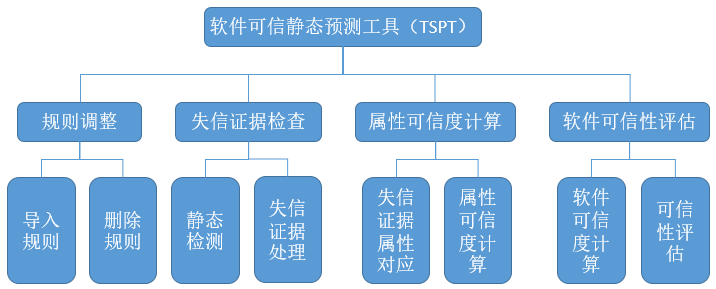 软件可信静态预测工具（TSPT）
规则调整
失信证据检查
属性可信度计算
软件可信性评估
导入
规则
删除
规则
静态
检测
失信
证据
处理
失信
证据
属性
对应
属性
可信
度计
算
软件
可信
度计
算
可信
性评
估